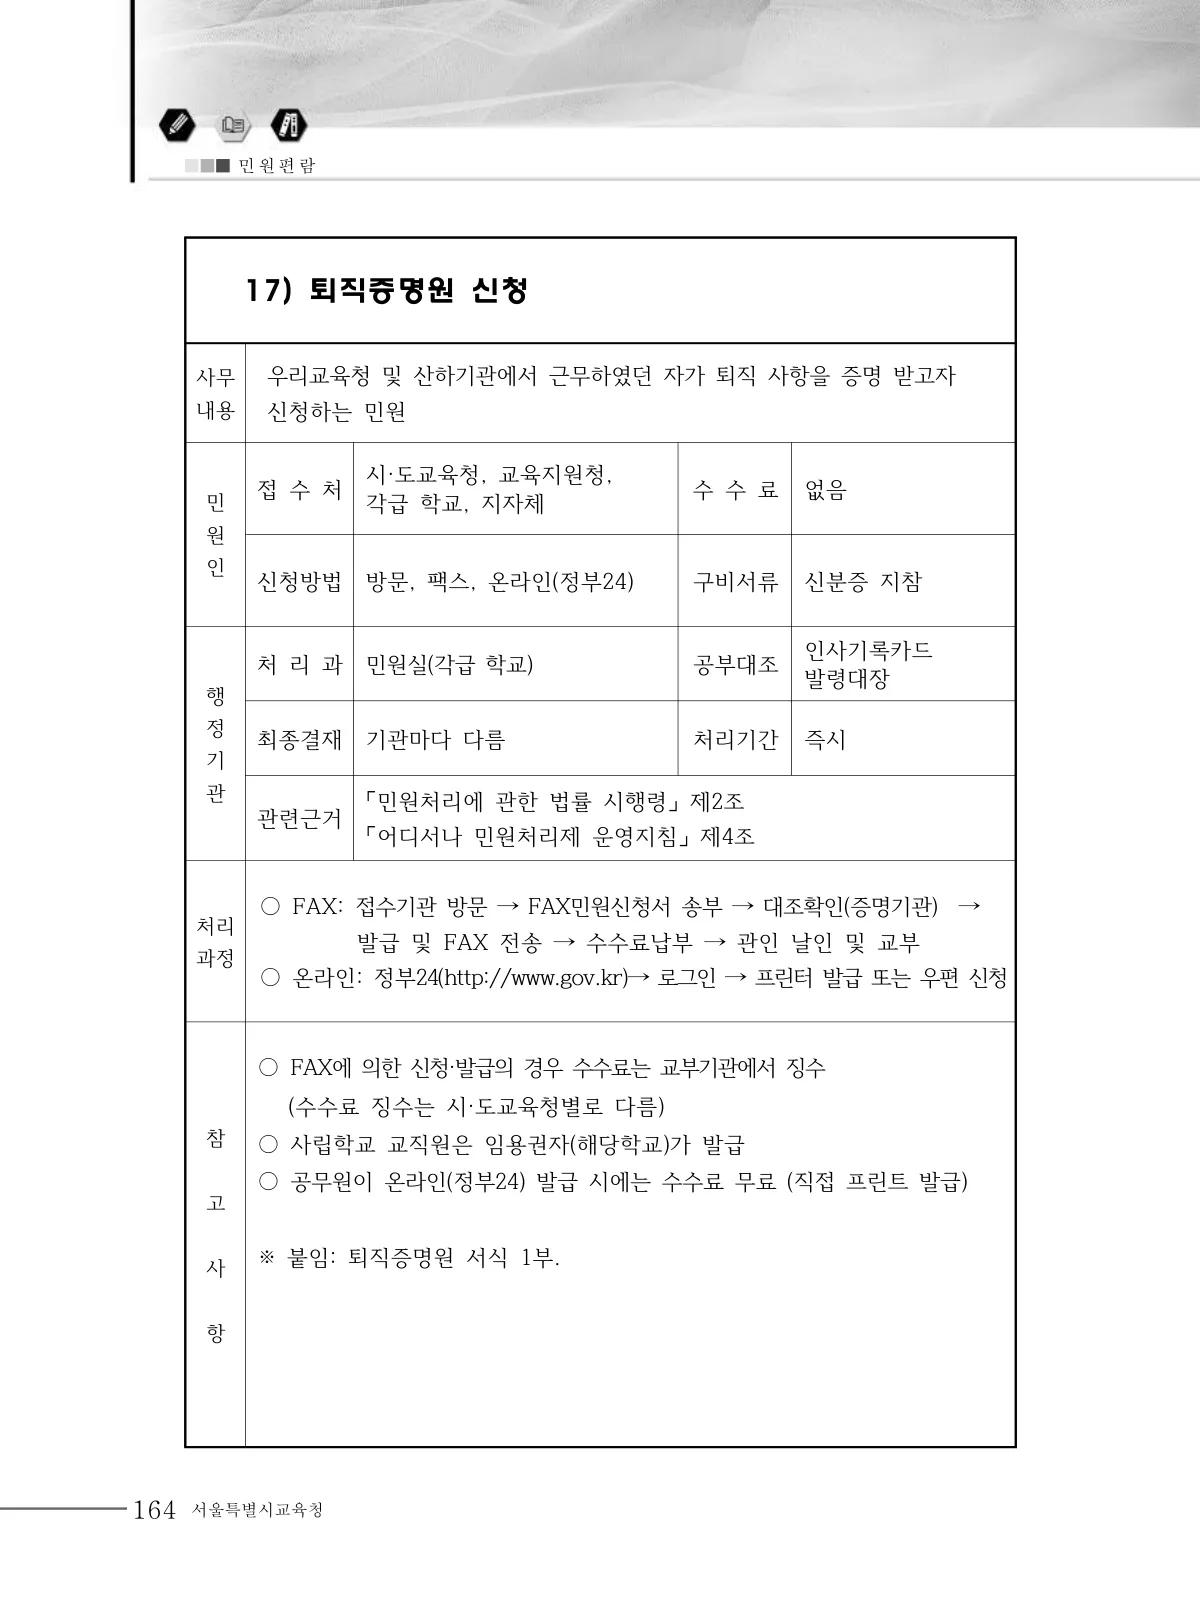 민원편람
17) 퇴직증명원 신청
사무
내용
우리교육청 및 산하기관에서 근무하였던 자가 퇴직 사항을 증명 받고자
신청하는 민원
민
원
인
접 수 처
시·도교육청, 교육지원청,
각급 학교, 지자체
수 수 료
없음
신청방법
방문, 팩스, 온라인(정부24)
구비서류
신분증 지참
행
정
기
관
처 리 과
민원실(각급 학교)
공부대조
인사기록카드
발령대장
최종결재
기관마다 다름
처리기간
즉시
관련근거
「민원처리에 관한 법률 시행령」 제2조
「어디서나 민원처리제 운영지침」 제4조
처리
과정
○ FAX: 접수기관 방문 → FAX민원신청서 송부 → 대조확인(증명기관) →
발급 및 FAX 전송 → 수수료납부 → 관인 날인 및 교부
○ 온라인: 정부24(http://www.gov.kr)→ 로그인 → 프린터 발급 또는 우편 신청
참
고
사
항
○ FAX에 의한 신청·발급의 경우 수수료는 교부기관에서 징수
(수수료 징수는 시·도교육청별로 다름)
○ 사립학교 교직원은 임용권자(해당학교)가 발급
○ 공무원이 온라인(정부24) 발급 시에는 수수료 무료 (직접 프린트 발급)
※ 붙임: 퇴직증명원 서식 1부.
164 서울특별시교육청